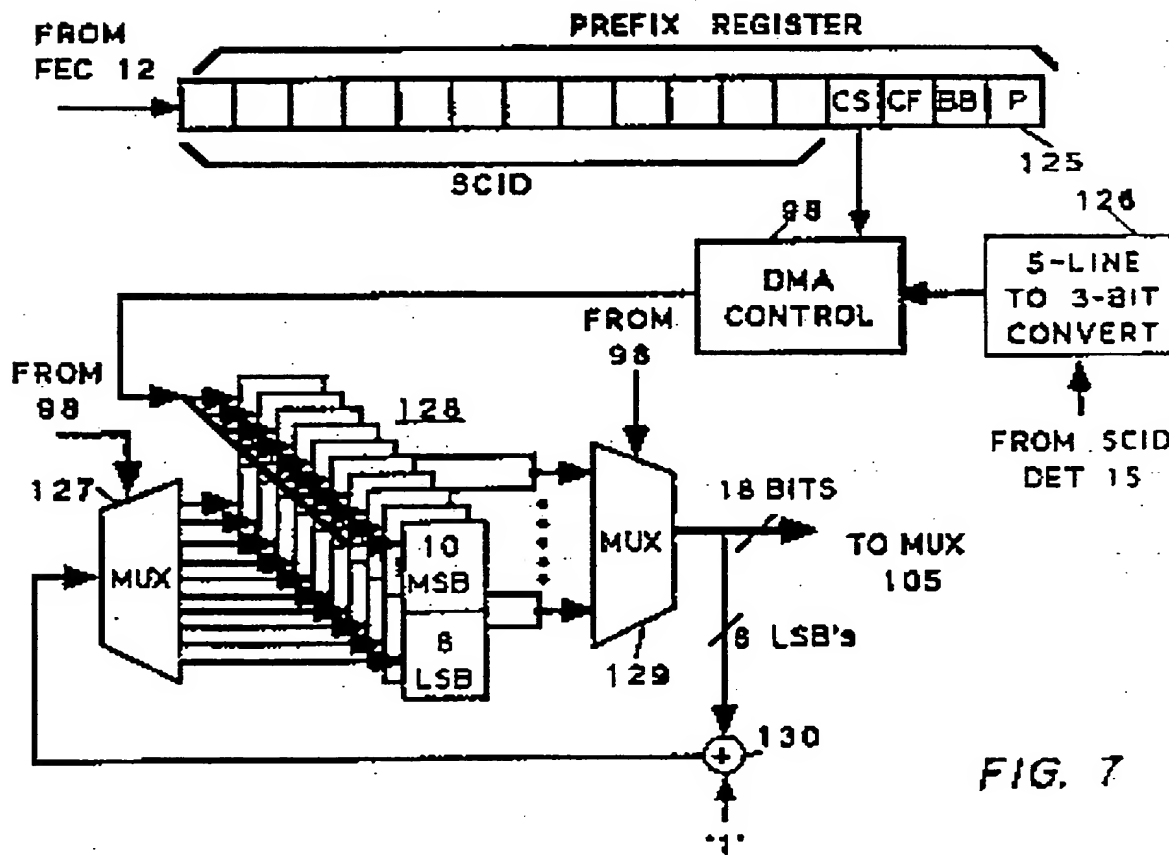 FROM
FEC 12
PREFIX REGISTER
CS CF BB P
SCID
125
126
98
5-LINE
TO 3-BIT
CONVERT
DMA
CONTROL
FROM
98
FROM
98
128
127
FROM SCID
DET 15
18 BITS
MUX
10
MSB
MUX
TO MUX
105
8
LSB
8 LSB's
129
130
"1"
FIG. 7